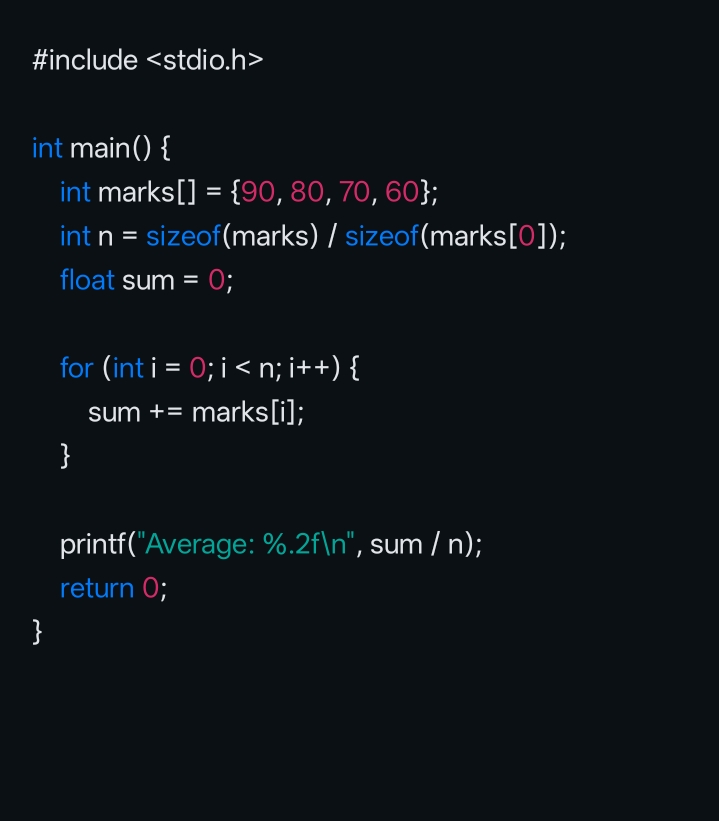 #include <stdio.h>
int main() {
int marks[] = {90, 80, 70, 60};
int n = sizeof(marks) / sizeof(marks[0]);
float sum = 0;
for (int i = 0; i < n; i++) {
sum += marks[i];
}
printf("Average: %.2f\n", sum / n);
return 0;
}